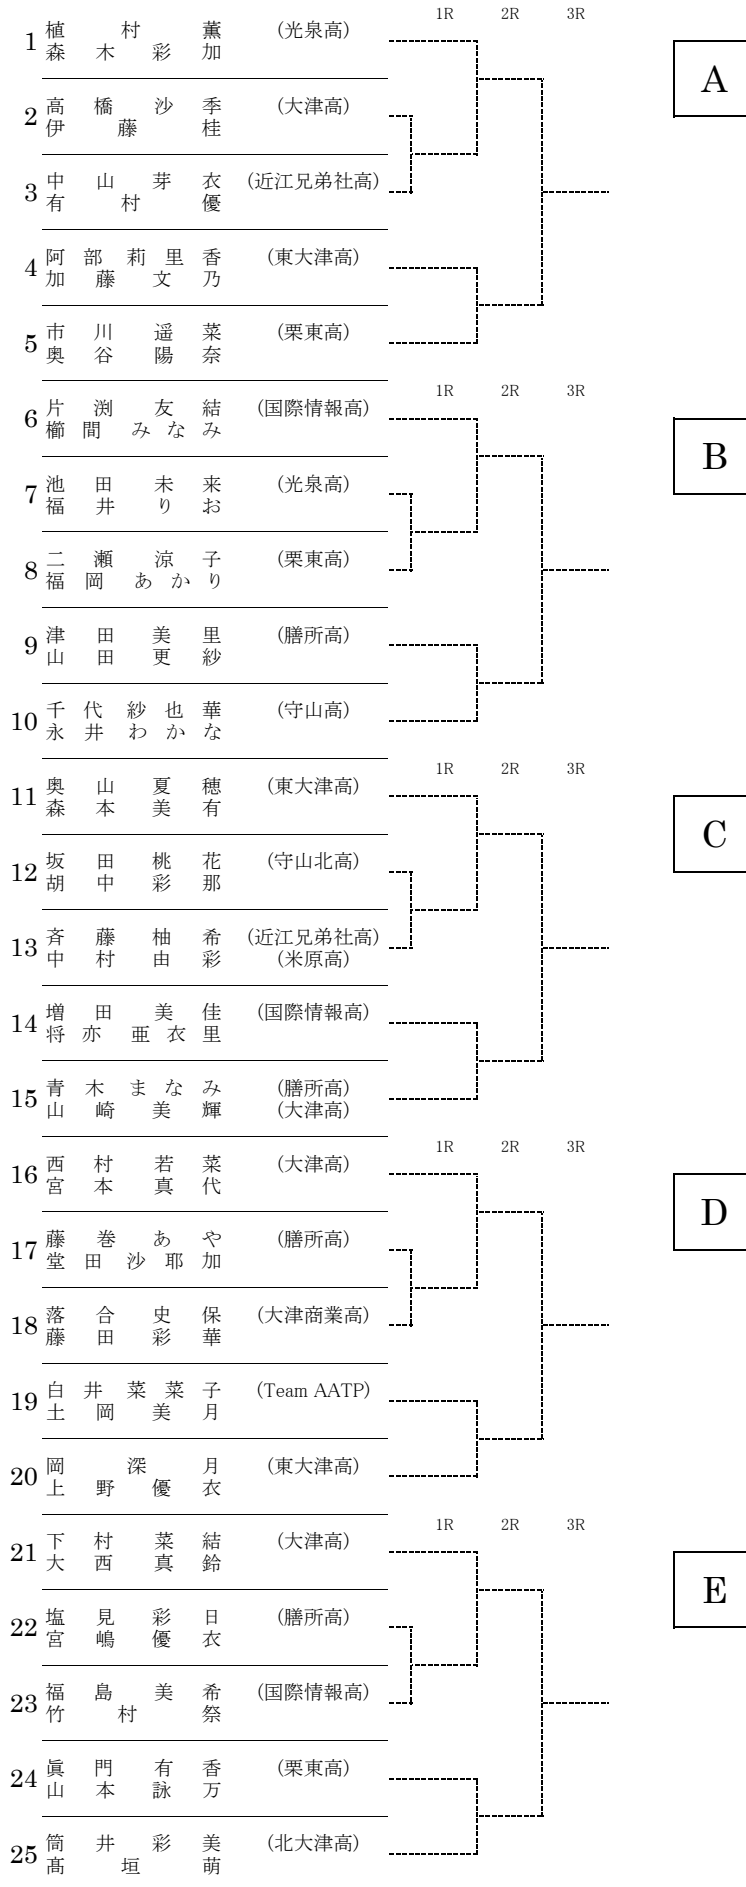 1R 2R 3R
1 植村薫 (光泉高)
森木彩加
A
2 高橋沙季 (大津高)
伊藤桂
3 中山芽衣 (近江兄弟社高)
有村優
4 阿部莉里香 (東大津高)
加藤文乃
5 市川遥菜 (栗東高)
奥谷陽奈
1R 2R 3R
6 片渕友結 (国際情報高)
曛間みなみ
B
7 池田未来 (光泉高)
福井りお
8 二瀬涼子 (栗東高)
福岡あかり
9 津田美里 (膳所高)
山田更紗
10 千代紗也華 (守山高)
永井わかな
1R 2R 3R
11 奥山夏穂 (東大津高)
森本美有
C
12 坂田桃花 (守山北高)
胡中彩那
13 斉藤柚希 (近江兄弟社高)
中村由彩 (米原高)
14 増田美佳 (国際情報高)
将亦亜衣里
15 青木まなみ (膳所高)
山崎美輝 (大津高)
1R 2R 3R
16 西村若菜 (大津高)
宮本真代
D
17 藤巻あや (膳所高)
堂田沙耶加
18 落合史保 (大津商業高)
藤田彩華
19 白井菜菜子 (Team AATP)
土岡美月
20 岡深月 (東大津高)
上野優衣
1R 2R 3R
21 下村菜結 (大津高)
大西真鈴
E
22 塩見彩日 (膳所高)
宮嶋優衣
23 福島美希 (国際情報高)
竹村祭
24 眞門有香 (栗東高)
山本詠万
25 筒井彩美 (北大津高)
髙垣萌